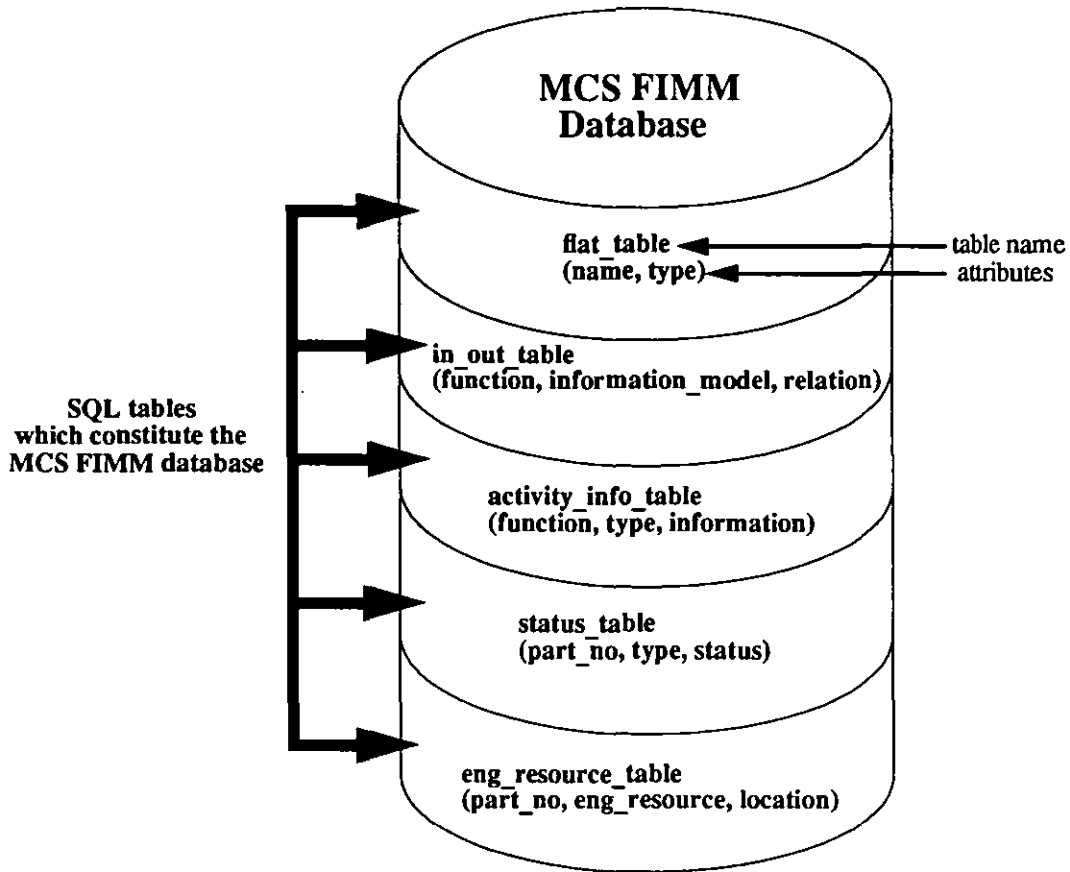 MCS FIMM
Database
flat_table
(name, type)
table name
attributes
in_out_table
(function, information_model, relation)
SQL tables
which constitute the
MCS FIMM database
activity_info_table
(function, type, information)
status_table
(part_no, type, status)
eng_resource_table
(part_no, eng_resource, location)